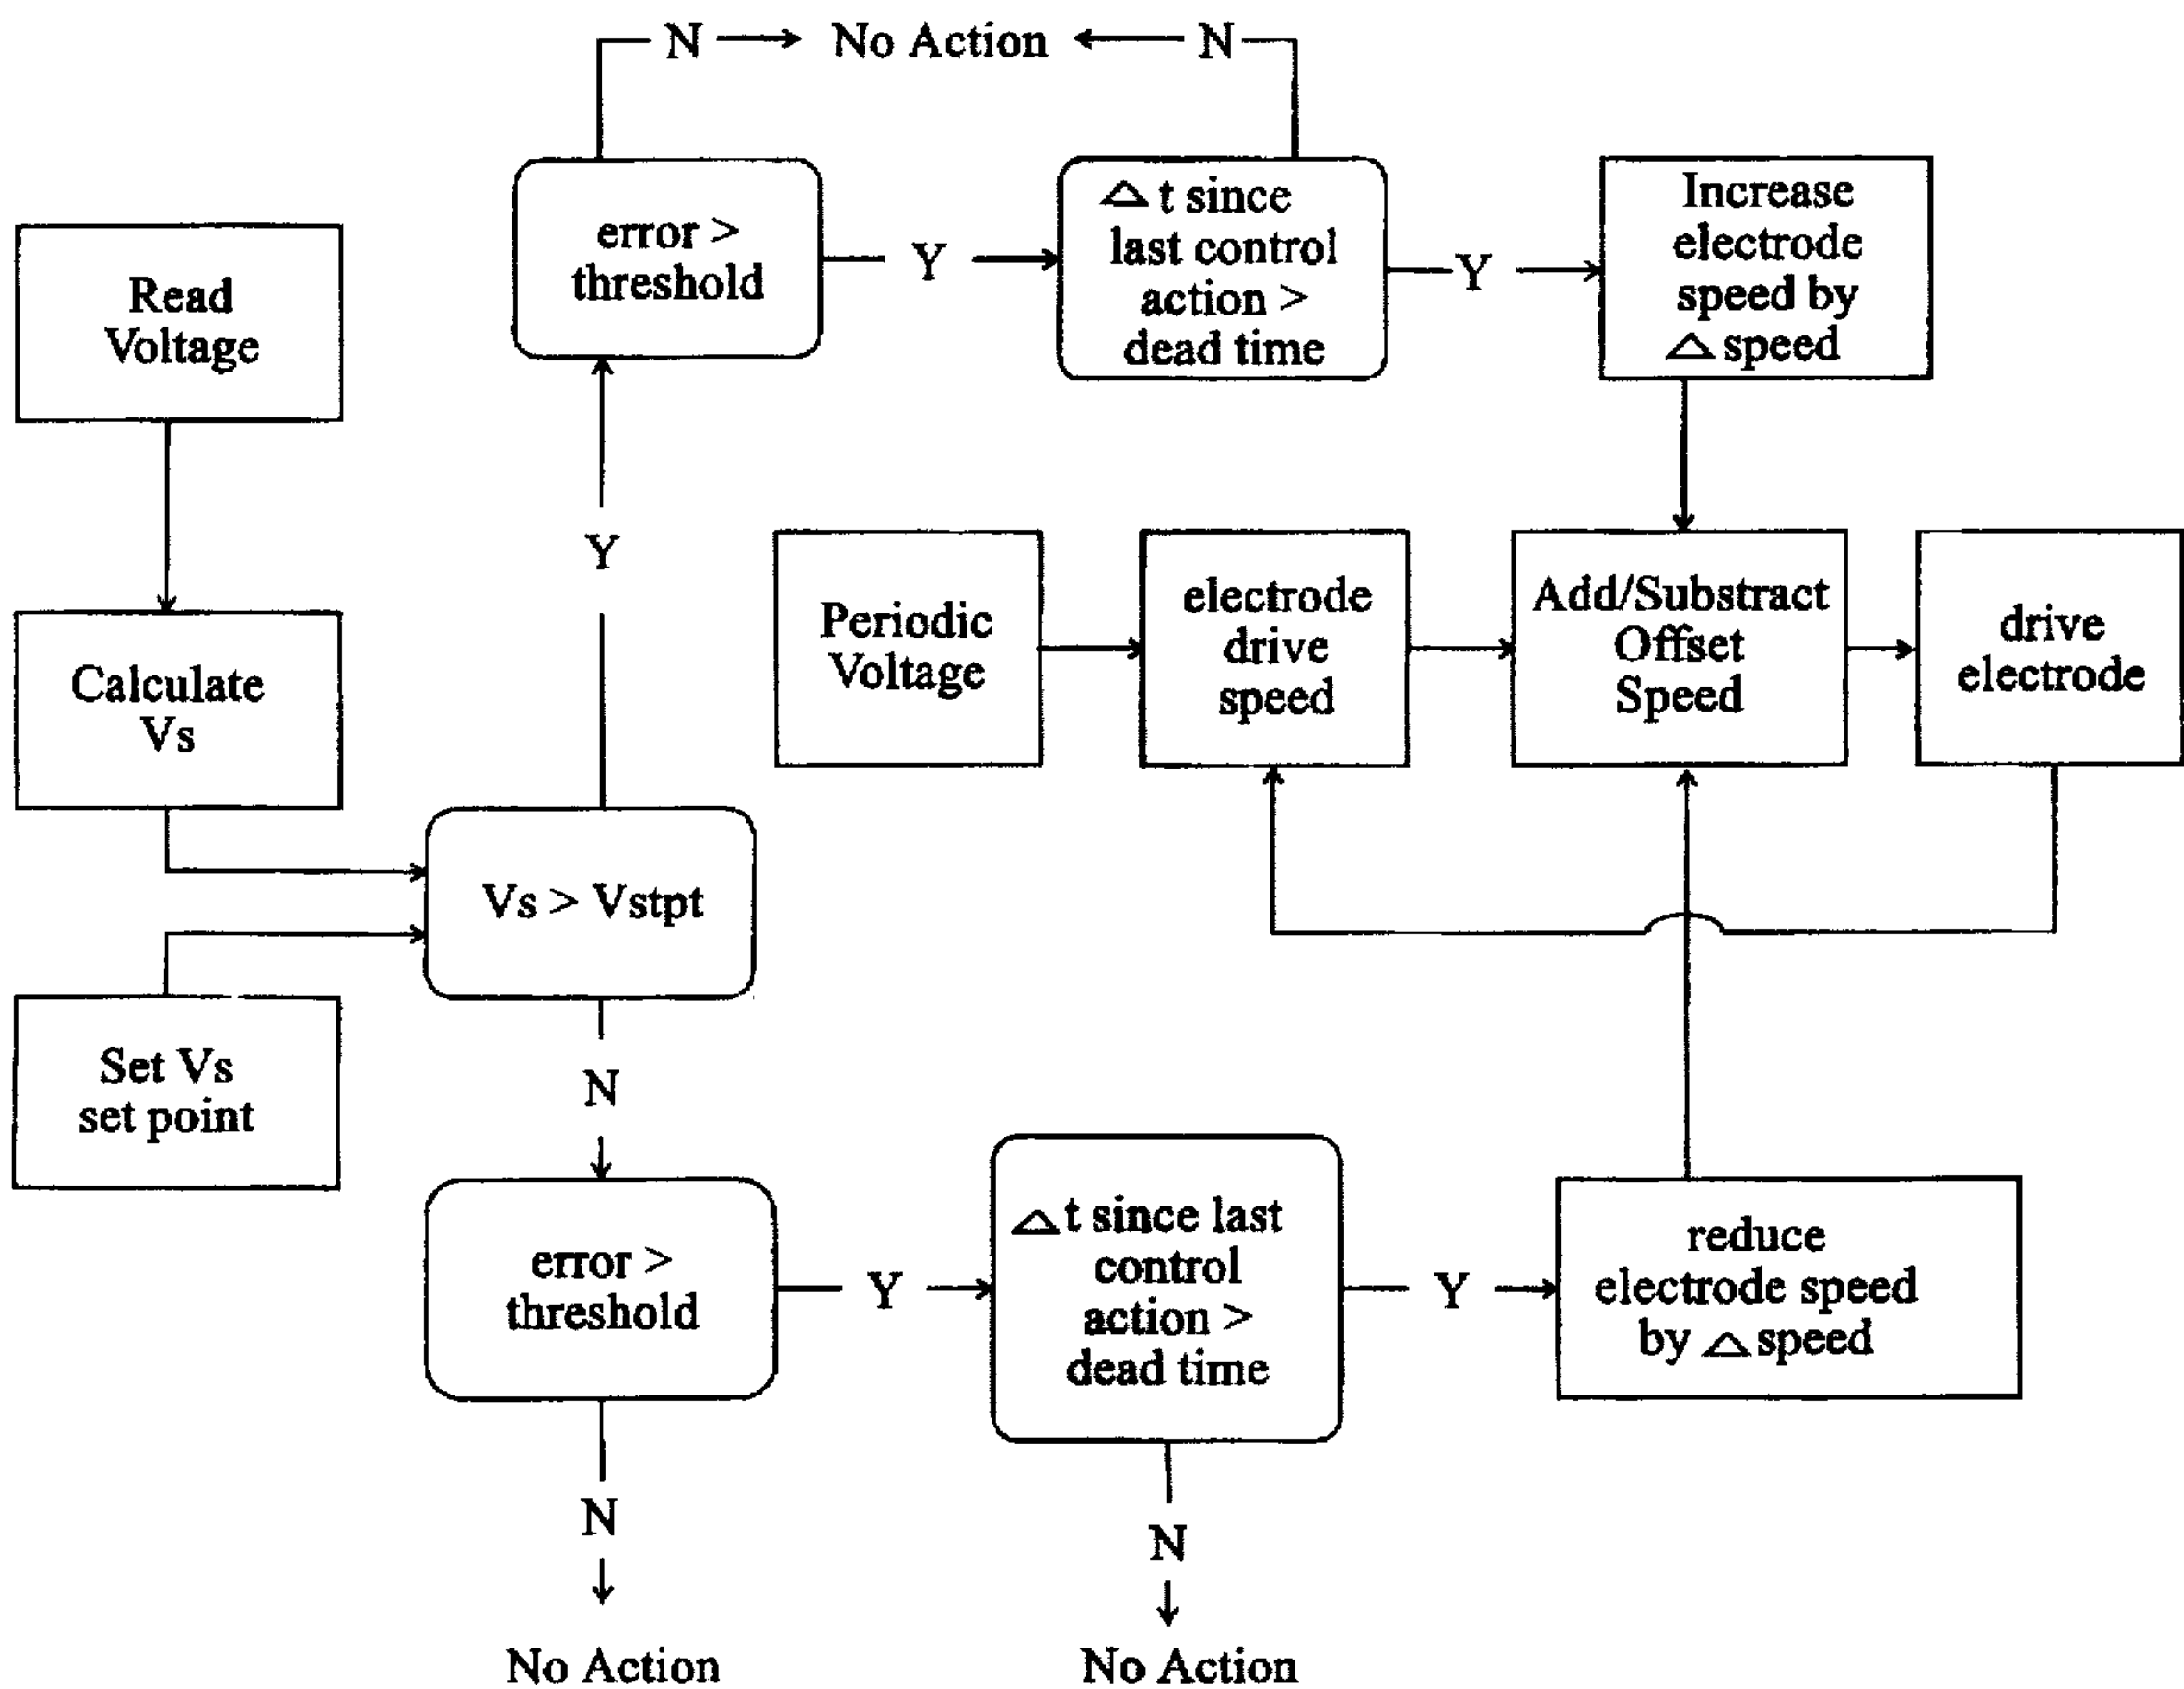 N
No Action
N
error >
threshold
Y
△ t since
last control
action >
dead time
Y
Increase
electrode
speed by
△ speed
Read
Voltage
Y
Periodic
Voltage
electrode
drive
speed
Add/Substract
Offset
Speed
drive
electrode
Calculate
Vs
Vs > Vstpt
Set Vs
set point
N
error >
threshold
Y
△ t since last
control
action >
dead time
Y
reduce
electrode speed
by △ speed
N
No Action
N
No Action